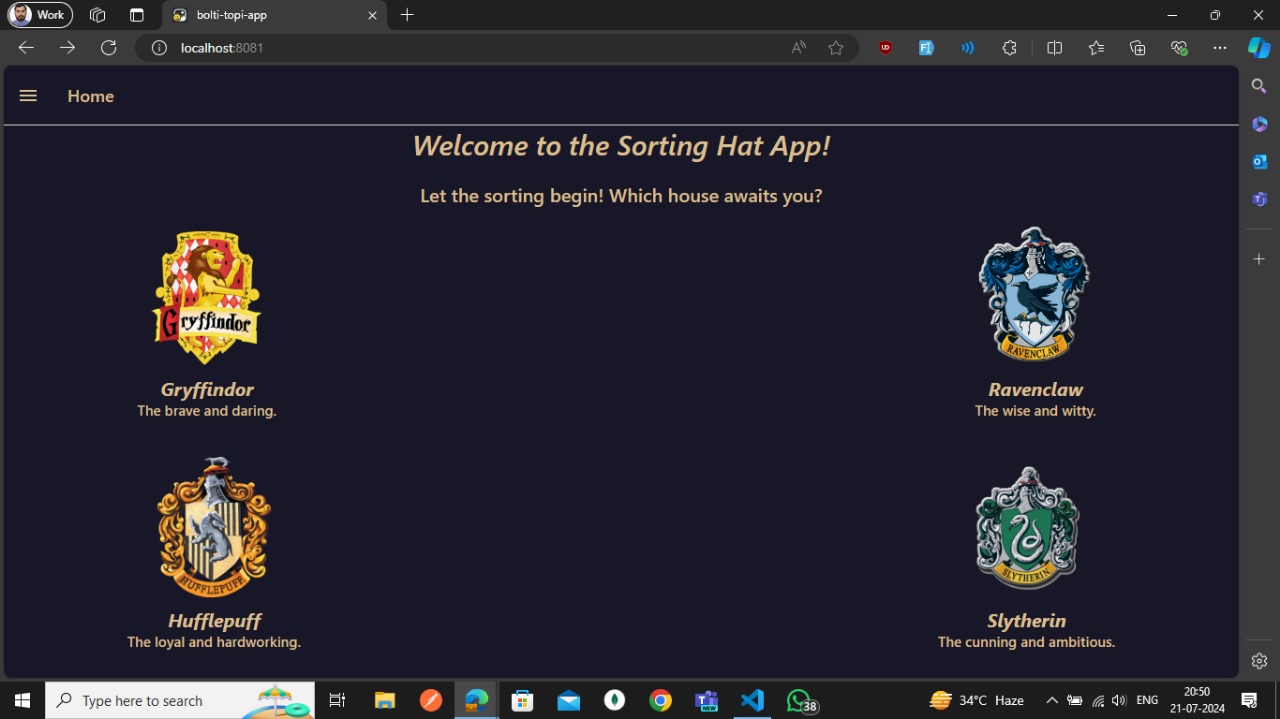 Work
bolti-topi-app
localhost:8081
Home
Welcome to the Sorting Hat App!
Let the sorting begin! Which house awaits you?
Gryffindor
RAVENCLAW
Gryffindor
The brave and daring.
Ravenclaw
The wise and witty.
HUFFLEPUFF
SLYTHERIN
Hufflepuff
The loyal and hardworking.
Slytherin
The cunning and ambitious.
Type here to search
NEW
38
34°C Haze
ENG
20:50
21-07-2024